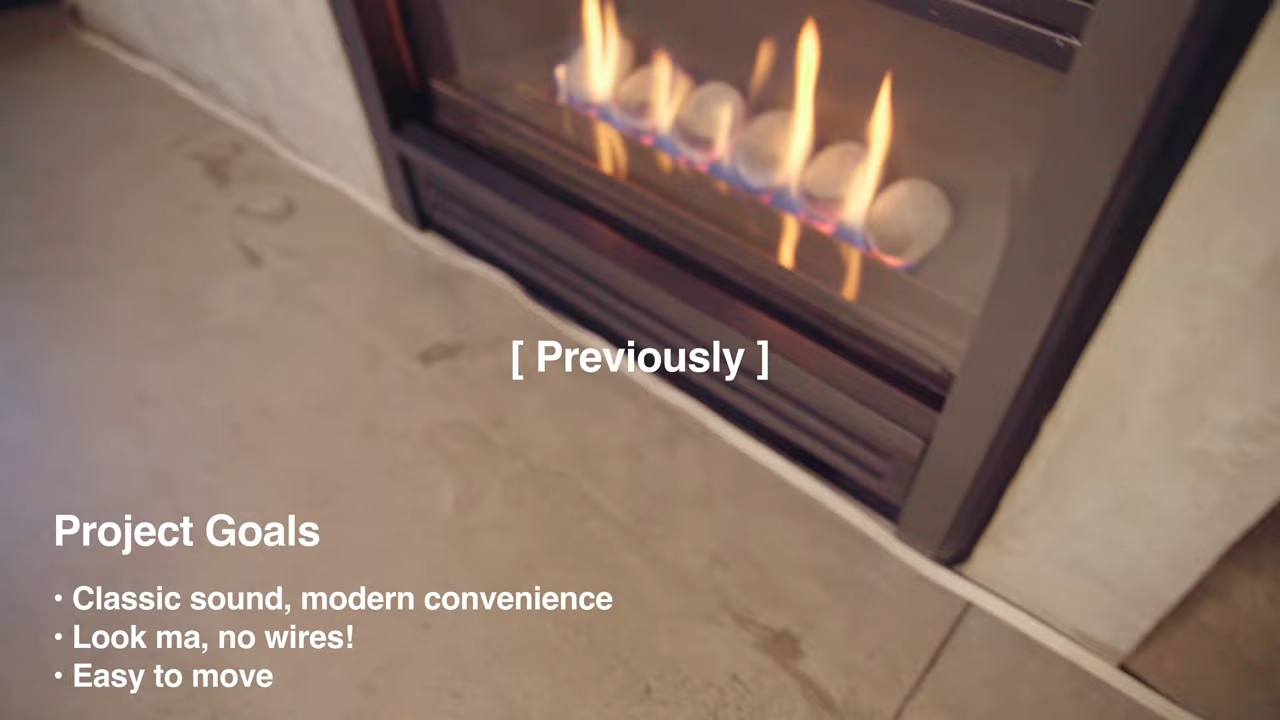 [ Previously ]
Project Goals
• Classic sound, modern convenience
• Look ma, no wires!
• Easy to move